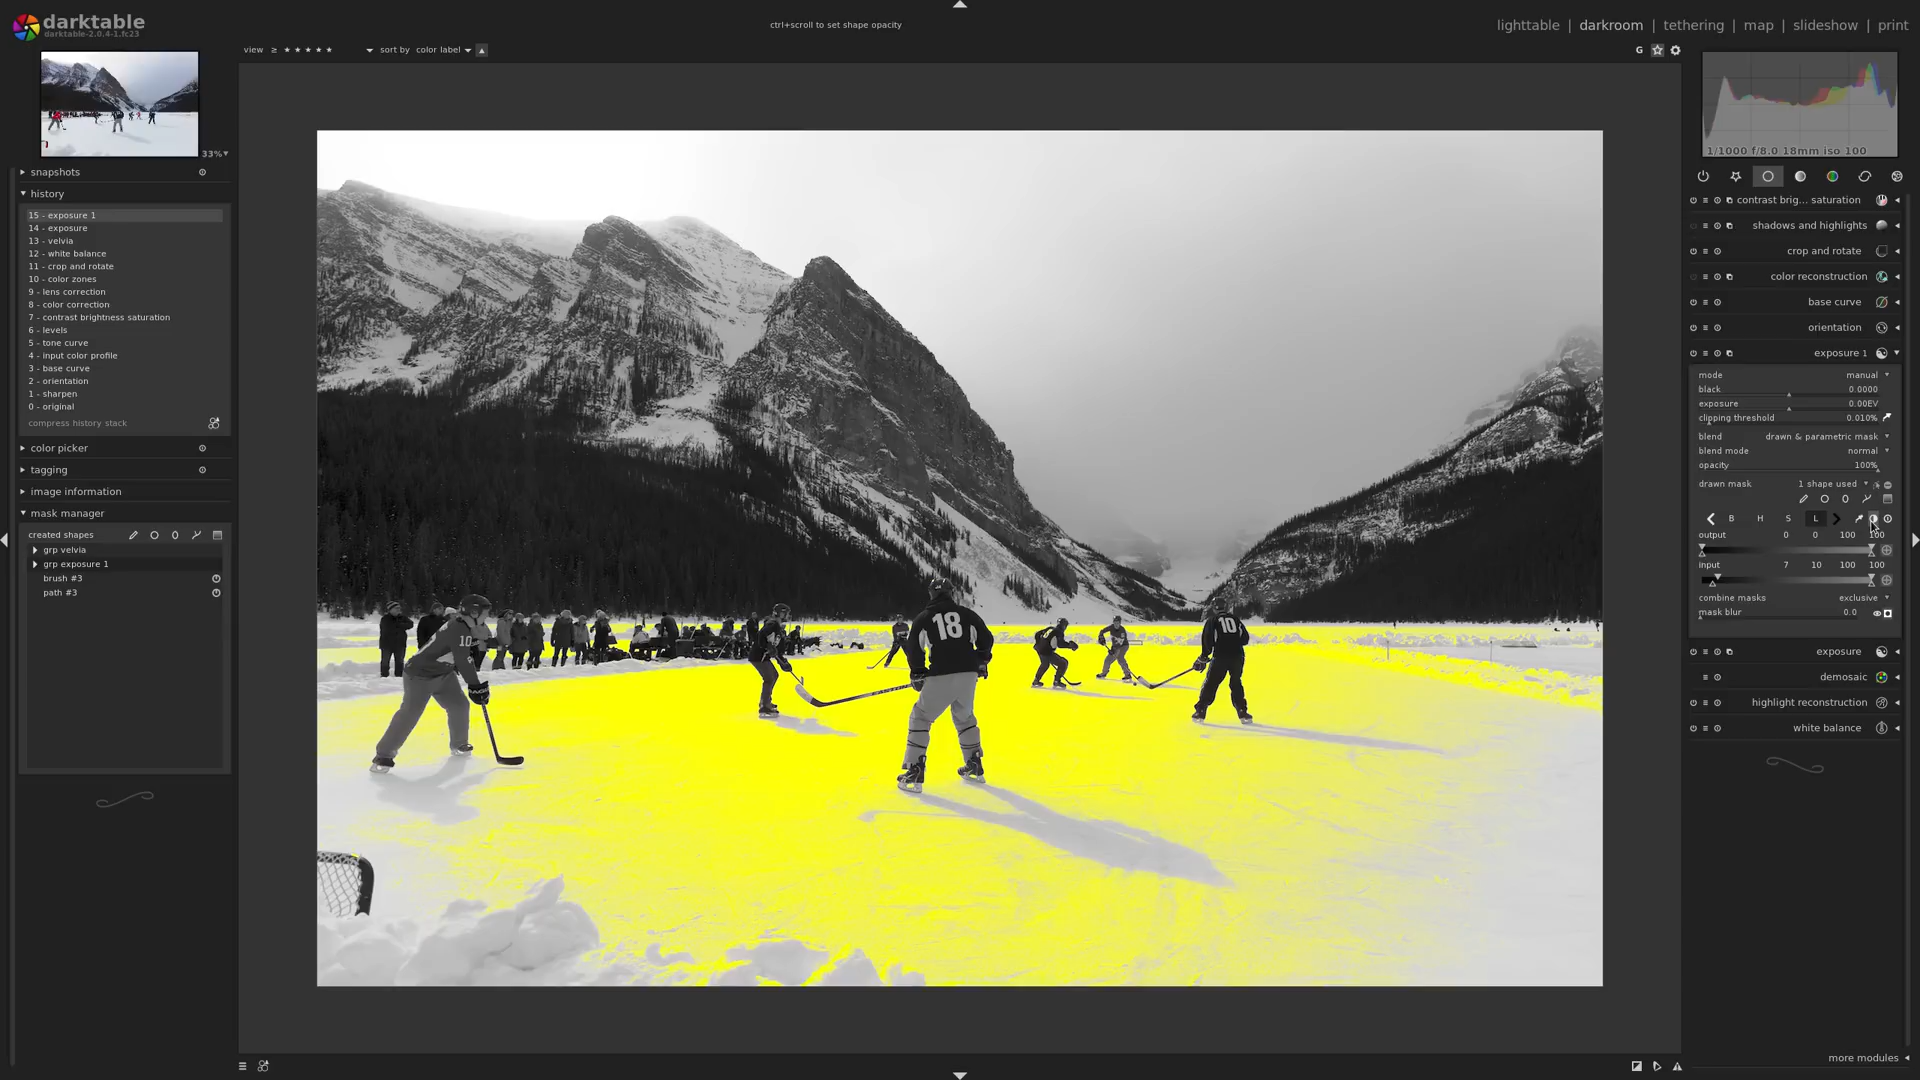 darktable
darktable-2.0.4-1.fc23
ctrl+scroll to set shape opacity
lighttable | darkroom | tethering | map | slideshow | print
view ≥ ★ ★ ★ ★ ★ sort by color label
G
33%
1/1000 f/8.0 18mm iso 100
snapshots
history
15 - exposure 1
14 - exposure
13 - velvia
12 - white balance
11 - crop and rotate
10 - color zones
9 - lens correction
8 - color correction
7 - contrast brightness saturation
6 - levels
5 - tone curve
4 - input color profile
3 - base curve
2 - orientation
1 - sharpen
0 - original
compress history stack
color picker
tagging
image information
mask manager
created shapes
grp velvia
grp exposure 1
brush #3
path #3
10
18
10
contrast brig... saturation
shadows and highlights
crop and rotate
color reconstruction
base curve
orientation
exposure 1
mode manual
black 0.0000
exposure 0.00EV
clipping threshold 0.010%
blend drawn & parametric mask
blend mode normal
opacity 100%
drawn mask 1 shape used
B H S L
output 0 0 100 100
input 7 10 100 100
combine masks exclusive
mask blur 0.0
exposure
demosaic
highlight reconstruction
white balance
more modules